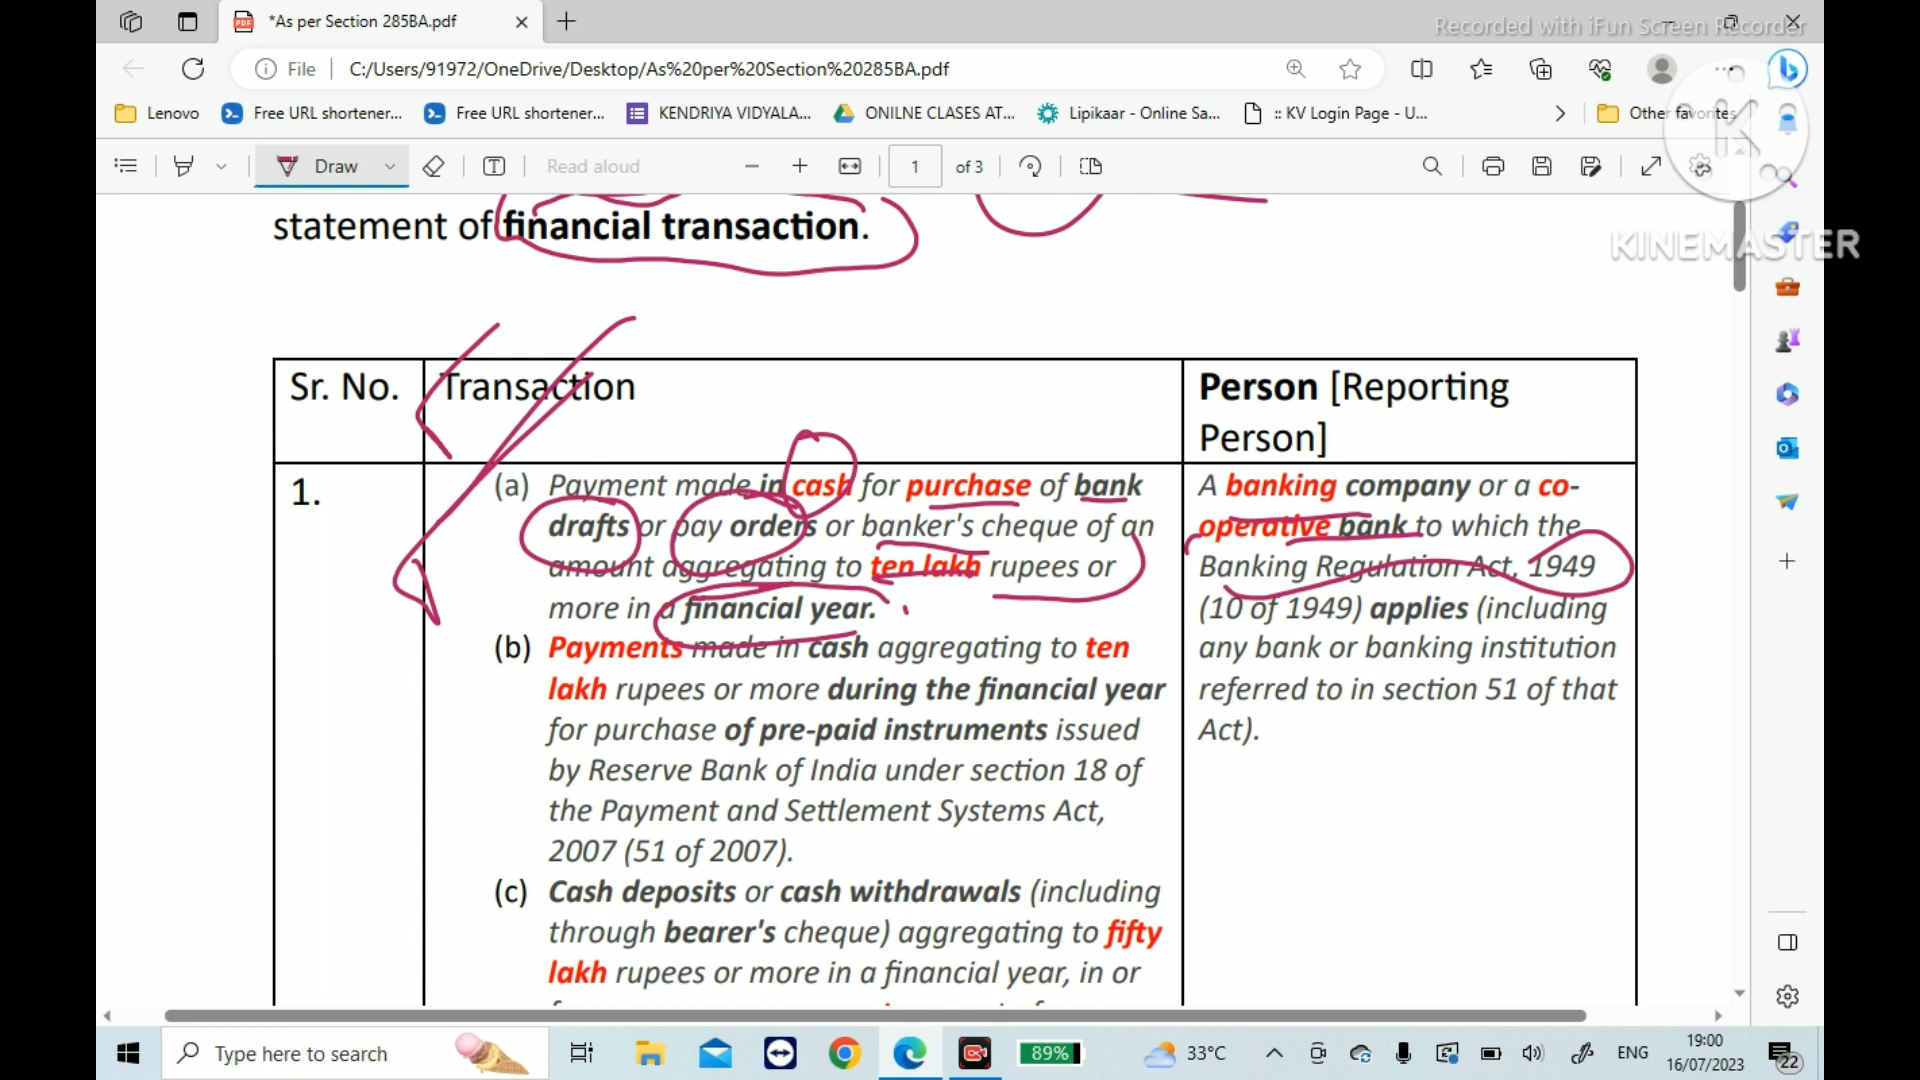 *As per Section 285BA.pdf
Recorded with iFun Screen Recorder
File
C:/Users/91972/OneDrive/Desktop/As%20per%20Section%20285BA.pdf
Lenovo
Free URL shortener...
Free URL shortener...
KENDRIYA VIDYALA...
ONILNE CLASES AT...
Lipikaar - Online Sa...
:: KV Login Page - U...
Other favorites
Draw
Read aloud
1
of 3
KINEMASTER
statement of financial transaction.
Sr. No.
Transaction
Person [Reporting
Person]
1.
(a) Payment made in cash for purchase of bank
drafts or pay orders or banker's cheque of an
amount aggregating to ten lakh rupees or
more in a financial year.
(b) Payments made in cash aggregating to ten
lakh rupees or more during the financial year
for purchase of pre-paid instruments issued
by Reserve Bank of India under section 18 of
the Payment and Settlement Systems Act,
2007 (51 of 2007).
(c) Cash deposits or cash withdrawals (including
through bearer's cheque) aggregating to fifty
lakh rupees or more in a financial year, in or
A banking company or a co-
operative bank to which the
Banking Regulation Act, 1949
(10 of 1949) applies (including
any bank or banking institution
referred to in section 51 of that
Act).
Type here to search
89%
33°C
ENG
19:00
16/07/2023
22